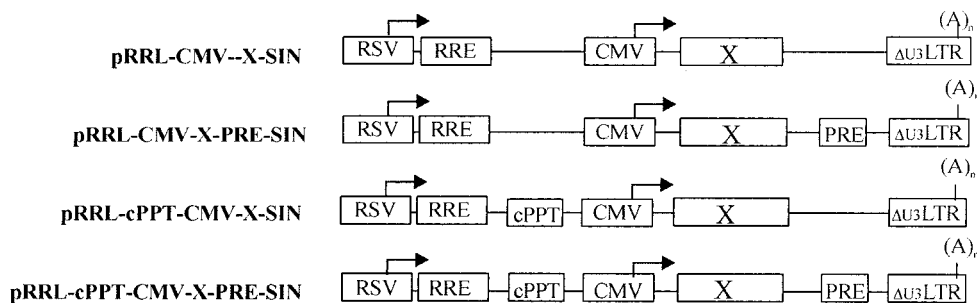 (A)n
pRRL-CMV--X-SIN RSV RRE CMV X ΔU3LTR
(A)n
pRRL-CMV-X-PRE-SIN RSV RRE CMV X PRE ΔU3LTR
(A)n
pRRL-cPPT-CMV-X-SIN RSV RRE cPPT CMV X ΔU3LTR
(A)n
pRRL-cPPT-CMV-X-PRE-SIN RSV RRE cPPT CMV X PRE ΔU3LTR